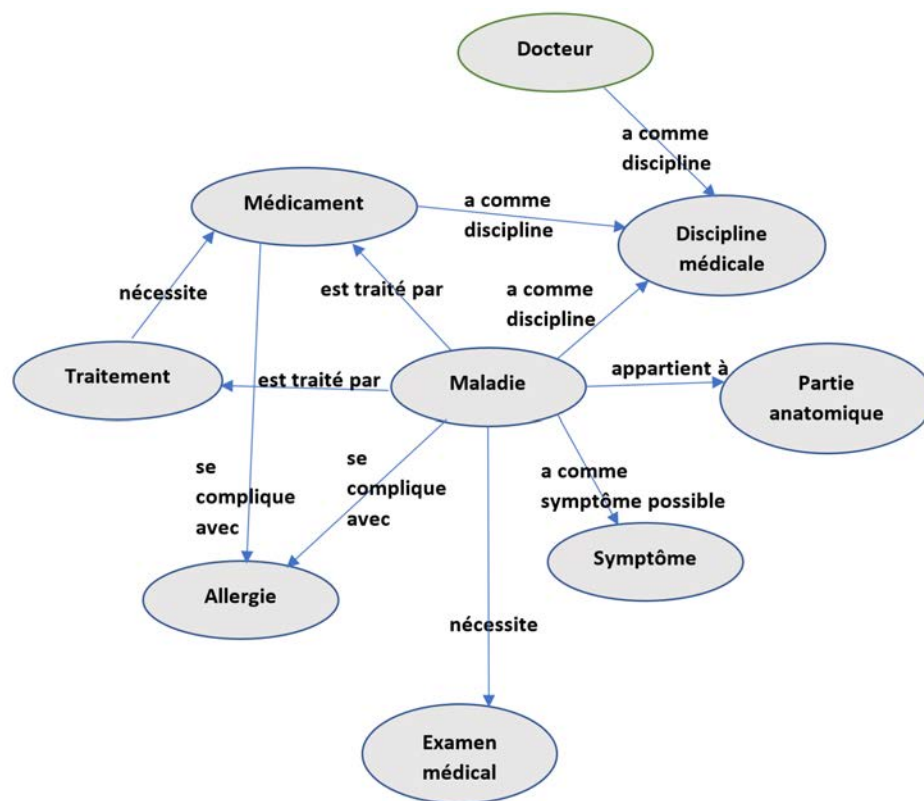 Docteur
a comme
discipline
Médicament
a comme
discipline
Discipline
médicale
nécessite
est traité par
a comme
discipline
Traitement
est traité par
Maladie
appartient à
Partie
anatomique
se
complique
avec
se
complique
avec
a comme
symptôme possible
Symptôme
Allergie
nécessite
Examen
médical